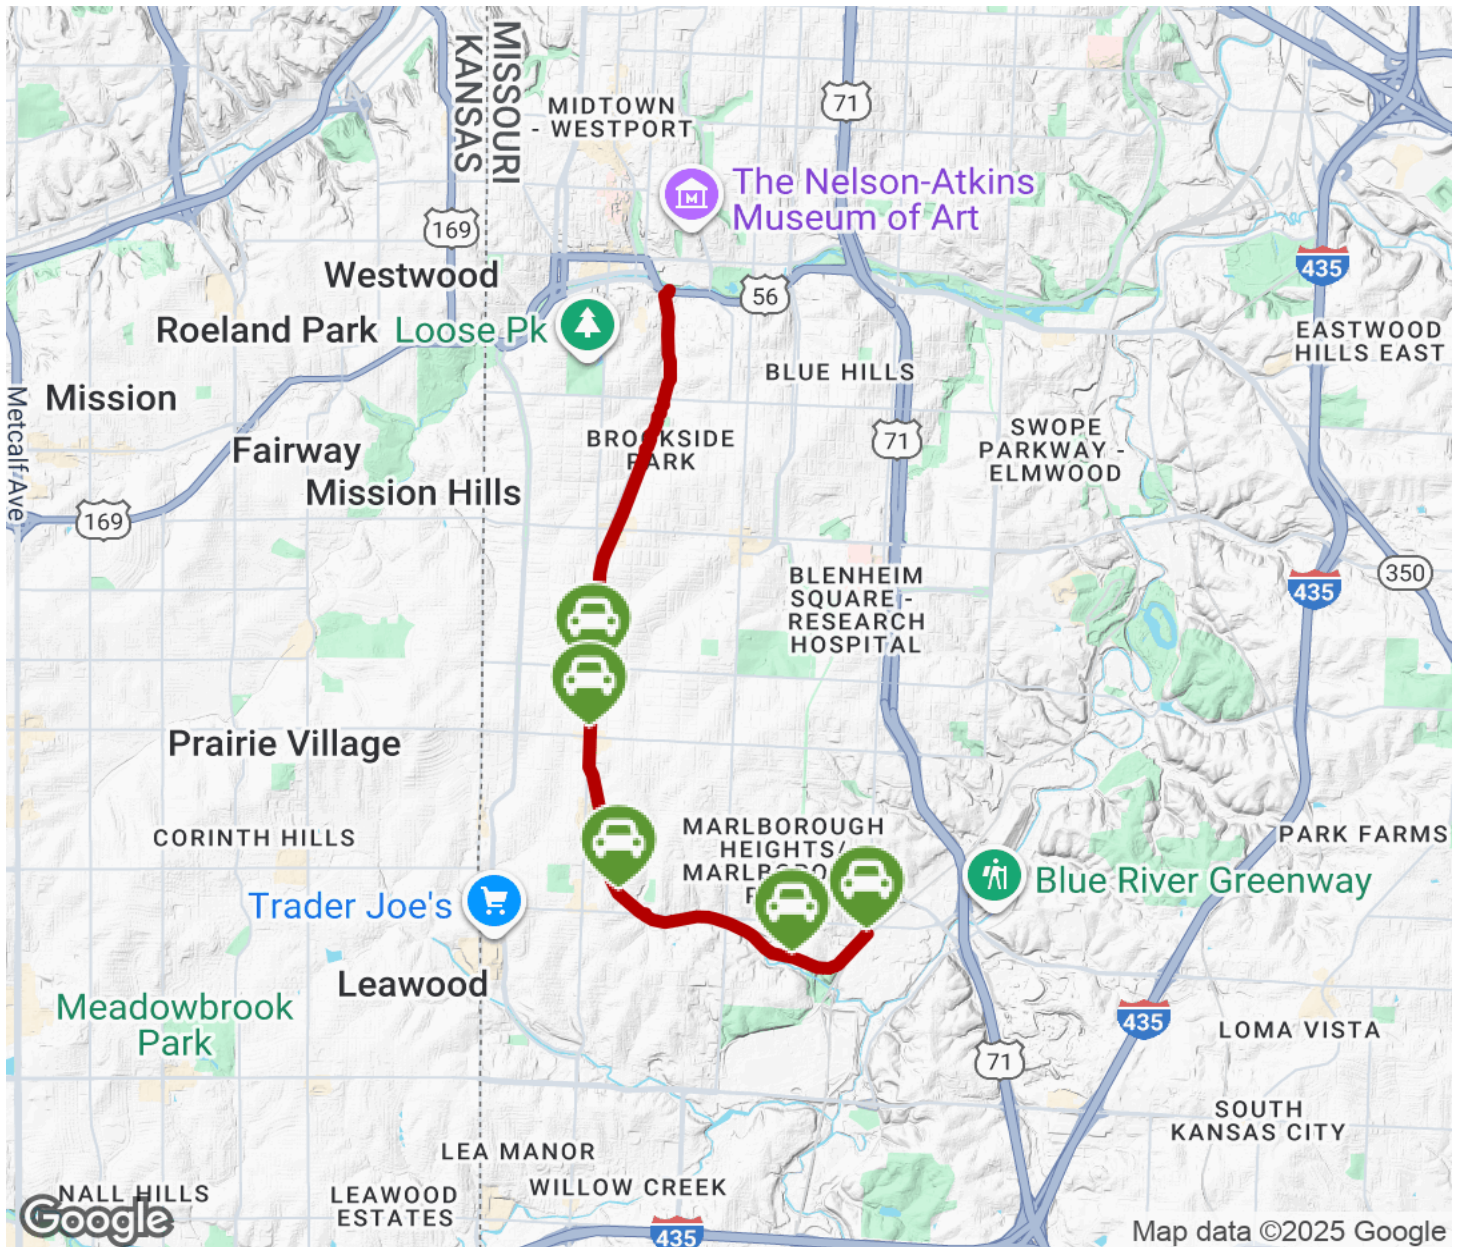 MISSOURI
KANSAS
MIDTOWN
- WESTPORT
71
The Nelson-Atkins
Museum of Art
169
Westwood
435
56
Roeland Park
Loose Pk
EASTWOOD
HILLS EAST
BLUE HILLS
Mission
Metcalf Ave
71
SWOPE
PARKWAY -
ELMWOOD
BROOKSIDE
PARK
Fairway
Mission Hills
169
350
435
BLENHEIM
SQUARE -
RESEARCH
HOSPITAL
Prairie Village
CORINTH HILLS
MARLBOROUGH
HEIGHTS/
PARK FARMS
Blue River Greenway
Trader Joe's
Leawood
Meadowbrook
Park
435
LOMA VISTA
71
SOUTH
KANSAS CITY
LEA MANOR
WILLOW CREEK
NALL HILLS
LEAWOOD
ESTATES
Google
435
Map data ©2025 Google